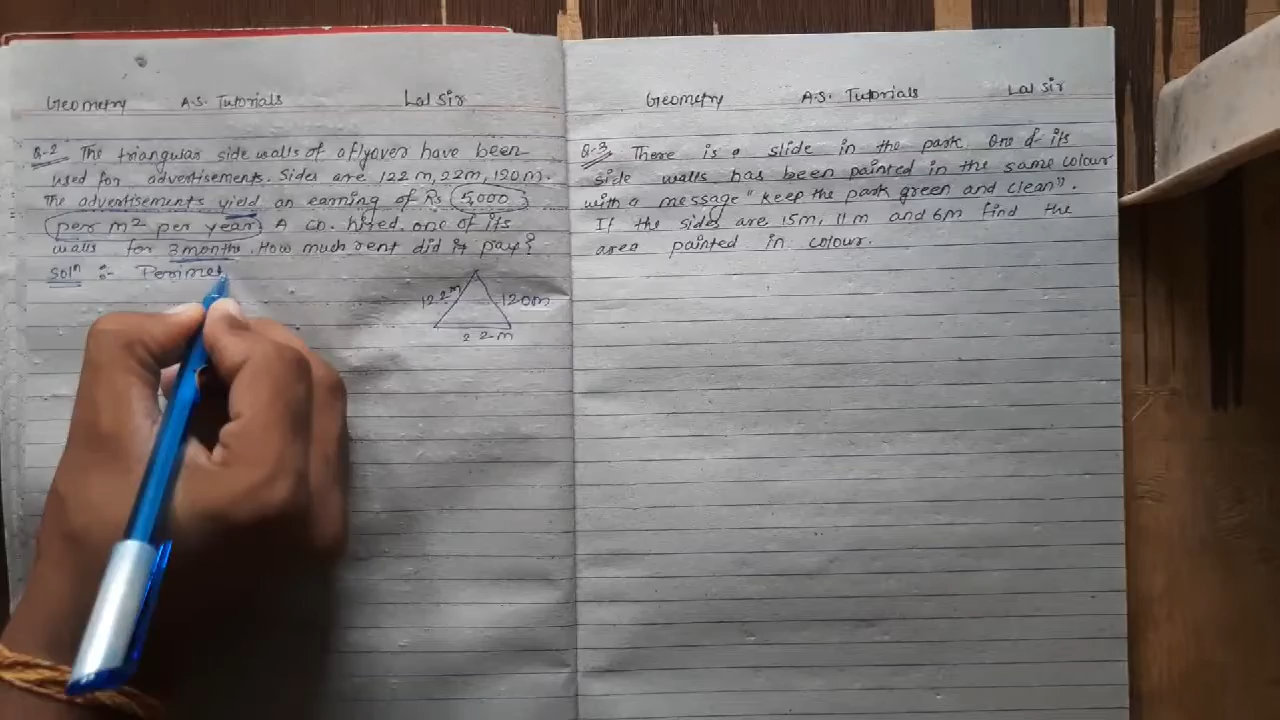 Geometry A.S. Tutorials Lal Sir
Q.2 The triangular side walls of a flyover have been
used for advertisements. Sides are 122 m, 22m, 120m.
The advertisements yield an earning of Rs 5,000
per m² per year. A co. hired one of its
walls for 3 months. How much rent did it pay?
Solⁿ :- Perimet
122m 120m
22m
Geometry A.S. Tutorials Lal Sir
Q.3 There is a slide in the park. One of its
side walls has been painted in the same colour
with a message "keep the park green and clean".
If the sides are 15m, 11m and 6m find the
area painted in colour.